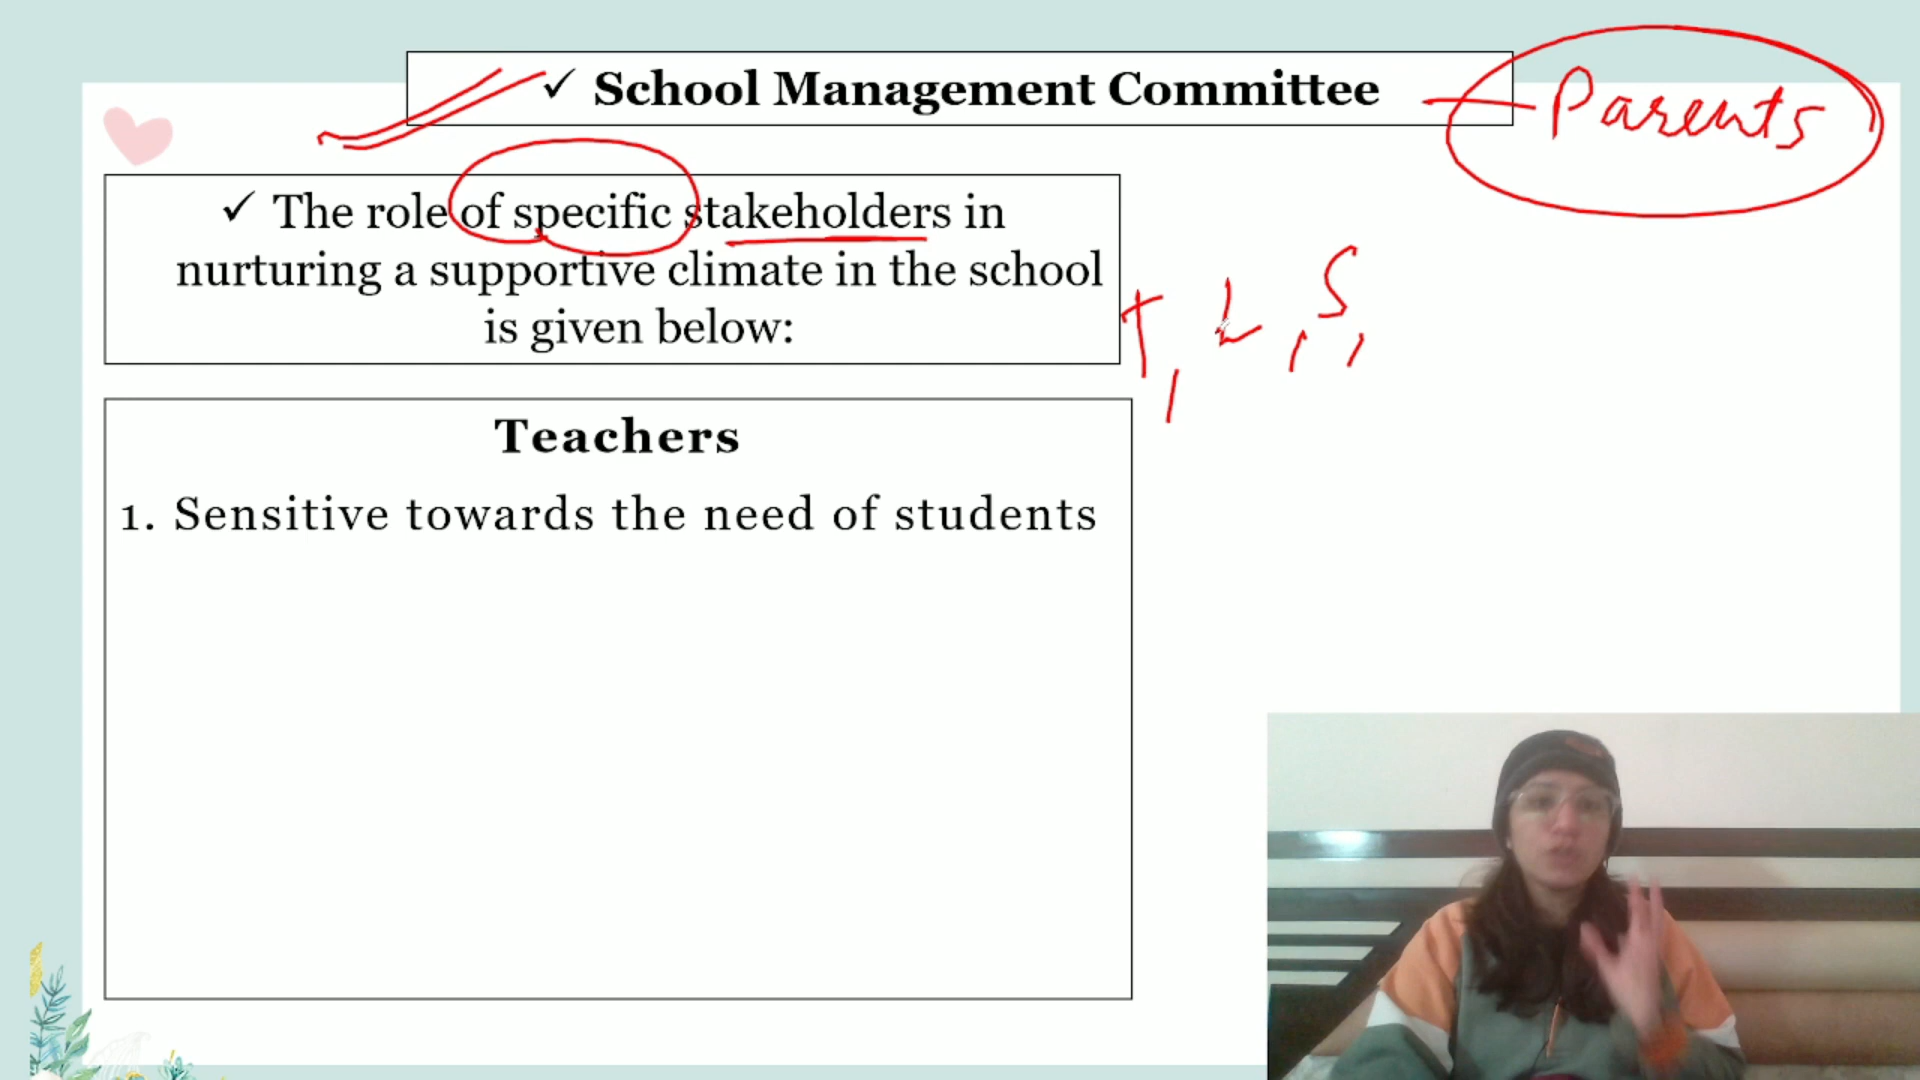 ✓ School Management Committee
Parents
✓ The role of specific stakeholders in
nurturing a supportive climate in the school
is given below:
T, L, S,
Teachers
1. Sensitive towards the need of students